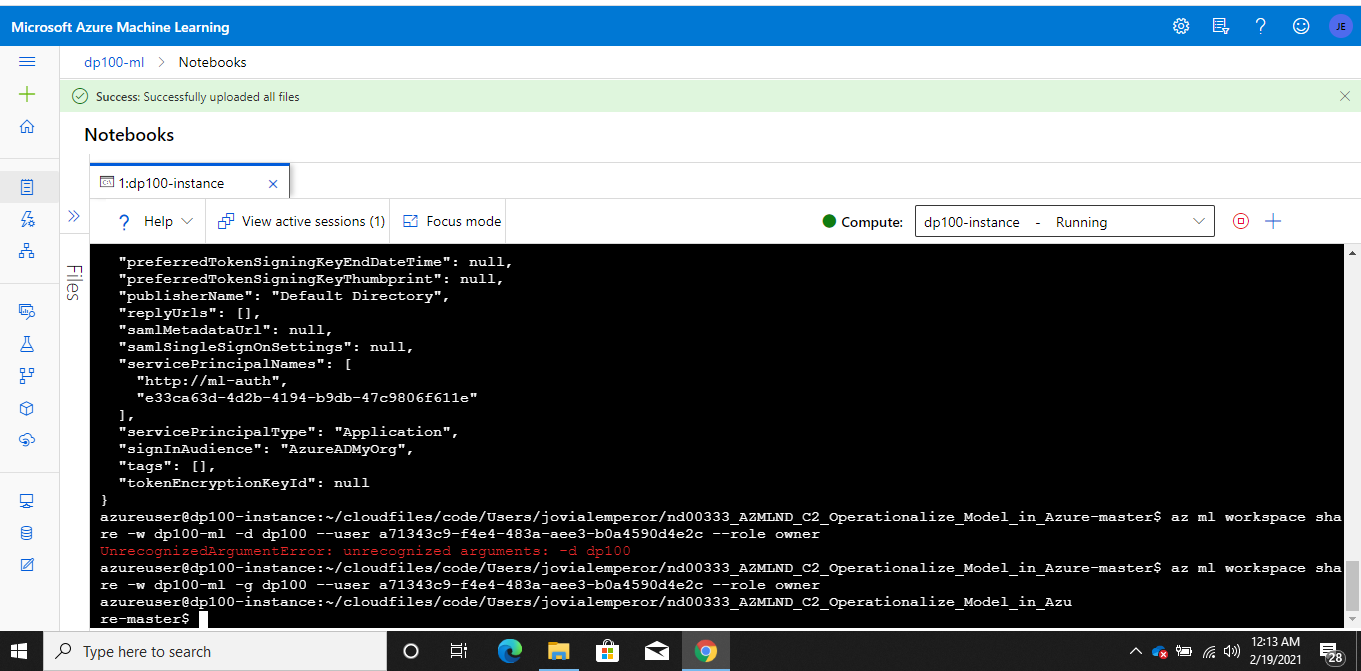 Microsoft Azure Machine Learning
JE
dp100-ml > Notebooks
Success: Successfully uploaded all files
Notebooks
1:dp100-instance
? Help
View active sessions (1)
Focus mode
Compute:
dp100-instance - Running
Files
"preferredTokenSigningKeyEndDateTime": null,
"preferredTokenSigningKeyThumbprint": null,
"publisherName": "Default Directory",
"replyUrls": [],
"samlMetadataUrl": null,
"samlSingleSignOnSettings": null,
"servicePrincipalNames": [
"http://ml-auth",
"e33ca63d-4d2b-4194-b9db-47c9806f611e"
],
"servicePrincipalType": "Application",
"signInAudience": "AzureADMyOrg",
"tags": [],
"tokenEncryptionKeyId": null
}
azureuser@dp100-instance:~/cloudfiles/code/Users/jovialemperor/nd00333_AZMLND_C2_Operationalize_Model_in_Azure-master$ az ml workspace sha
re -w dp100-ml -d dp100 --user a71343c9-f4e4-483a-aee3-b0a4590d4e2c --role owner
UnrecognizedArgumentError: unrecognized arguments: -d dp100
azureuser@dp100-instance:~/cloudfiles/code/Users/jovialemperor/nd00333_AZMLND_C2_Operationalize_Model_in_Azure-master$ az ml workspace sha
re -w dp100-ml -g dp100 --user a71343c9-f4e4-483a-aee3-b0a4590d4e2c --role owner
azureuser@dp100-instance:~/cloudfiles/code/Users/jovialemperor/nd00333_AZMLND_C2_Operationalize_Model_in_Azu
re-master$
Type here to search
12:13 AM
2/19/2021
28